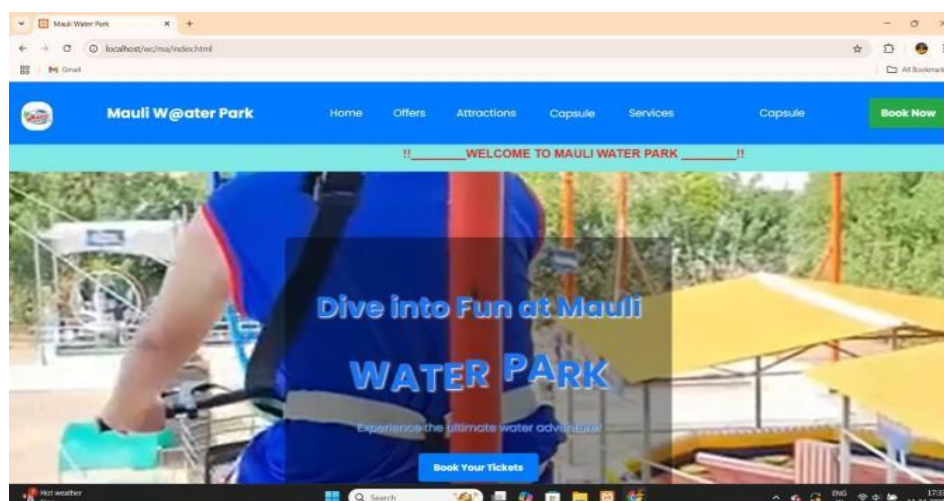 Mauli Water Park
localhost/wc/ma/index.html
Gmail
All Bookmark
Mauli W@ater Park
Home Offers Attractions Capsule Services Capsule Book Now
!!________WELCOME TO MAULI WATER PARK ________!!
Dive into Fun at Mauli
WATER PARK
Experience the ultimate water adventure!
Book Your Tickets
Hot weather
Search
ENG